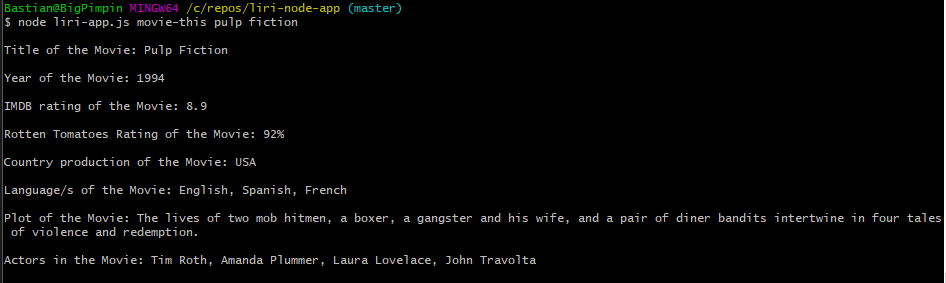 Bastian@BigPimpin MINGW64 /c/repos/liri-node-app (master)
$ node liri-app.js movie-this pulp fiction
Title of the Movie: Pulp Fiction
Year of the Movie: 1994
IMDB rating of the Movie: 8.9
Rotten Tomatoes Rating of the Movie: 92%
Country production of the Movie: USA
Language/s of the Movie: English, Spanish, French
Plot of the Movie: The lives of two mob hitmen, a boxer, a gangster and his wife, and a pair of diner bandits intertwine in four tales
of violence and redemption.
Actors in the Movie: Tim Roth, Amanda Plummer, Laura Lovelace, John Travolta